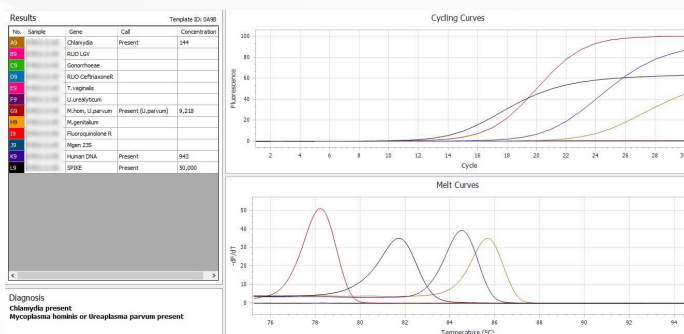 Results
Template ID: 0A9B
No. Sample Gene Call Concentration
A9 Chlamydia Present 144
B9 RUO LGV
C9 Gonorrhoeae
D9 RUO CeftriaxoneR
E9 T.vaginalis
F9 U.urealyticum
G9 M.hom, U.parvum Present (U.parvum) 9,218
H9 M.genitalium
I9 Fluoroquinolone R
J9 Mgen 23S
K9 Human DNA Present 943
L9 SPIKE Present 50,000
Diagnosis
Chlamydia present
Mycoplasma hominis or Ureaplasma parvum present
Cycling Curves
Fluorescence
100
80
60
40
20
0
2 4 6 8 10 12 14 16 18 20 22 24 26 28
Cycle
Melt Curves
-dF/dT
50
40
30
20
10
0
76 78 80 82 84 86 88 90 92 94
Temperature (°C)